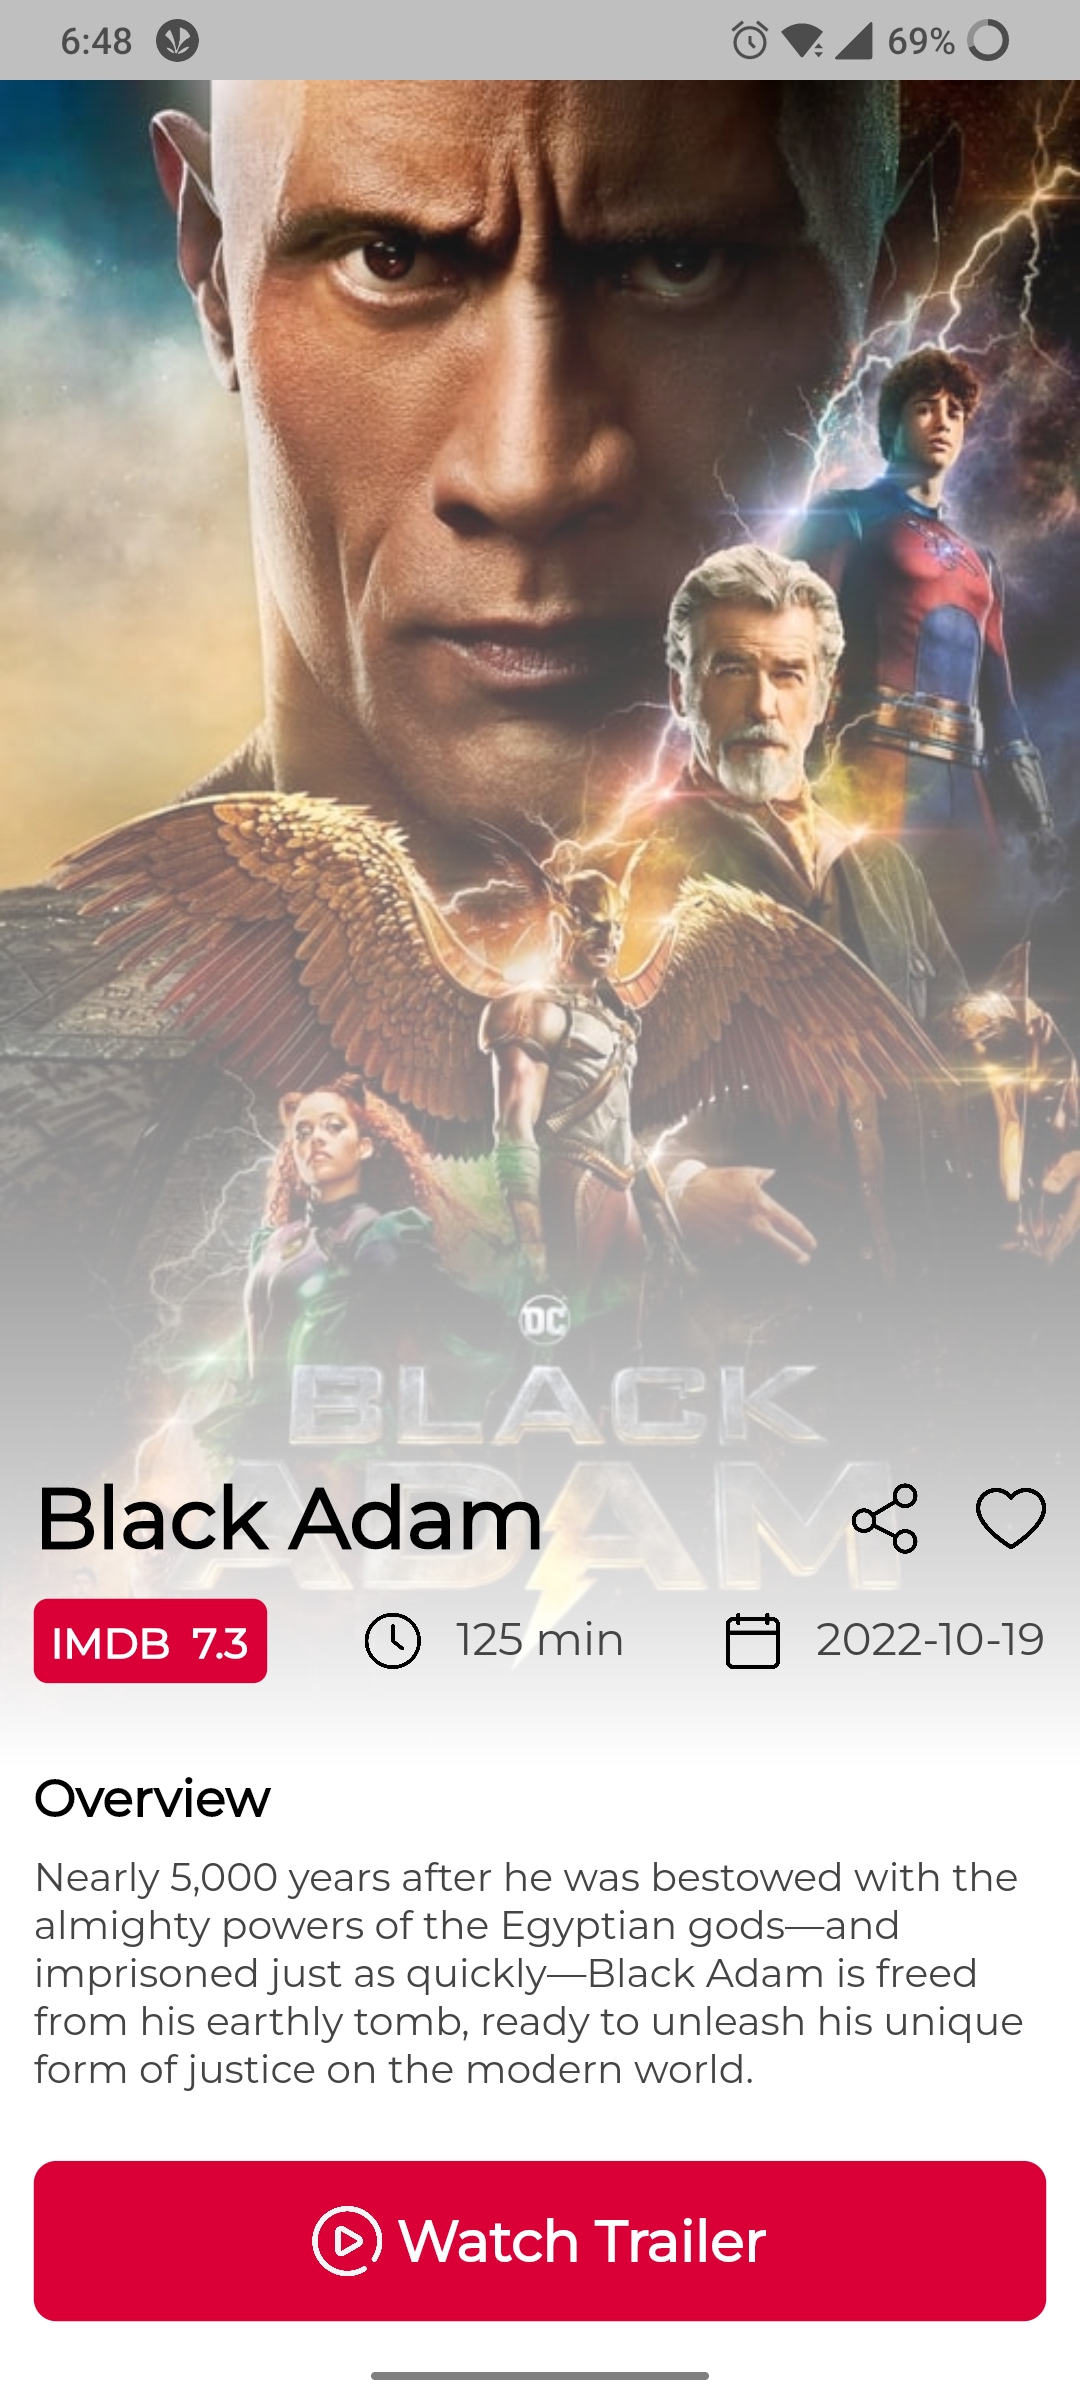 6:48 69%
DC
BLACK
ADAM
Black Adam
IMDB 7.3 125 min 2022-10-19
Overview
Nearly 5,000 years after he was bestowed with the
almighty powers of the Egyptian gods—and
imprisoned just as quickly—Black Adam is freed
from his earthly tomb, ready to unleash his unique
form of justice on the modern world.
Watch Trailer